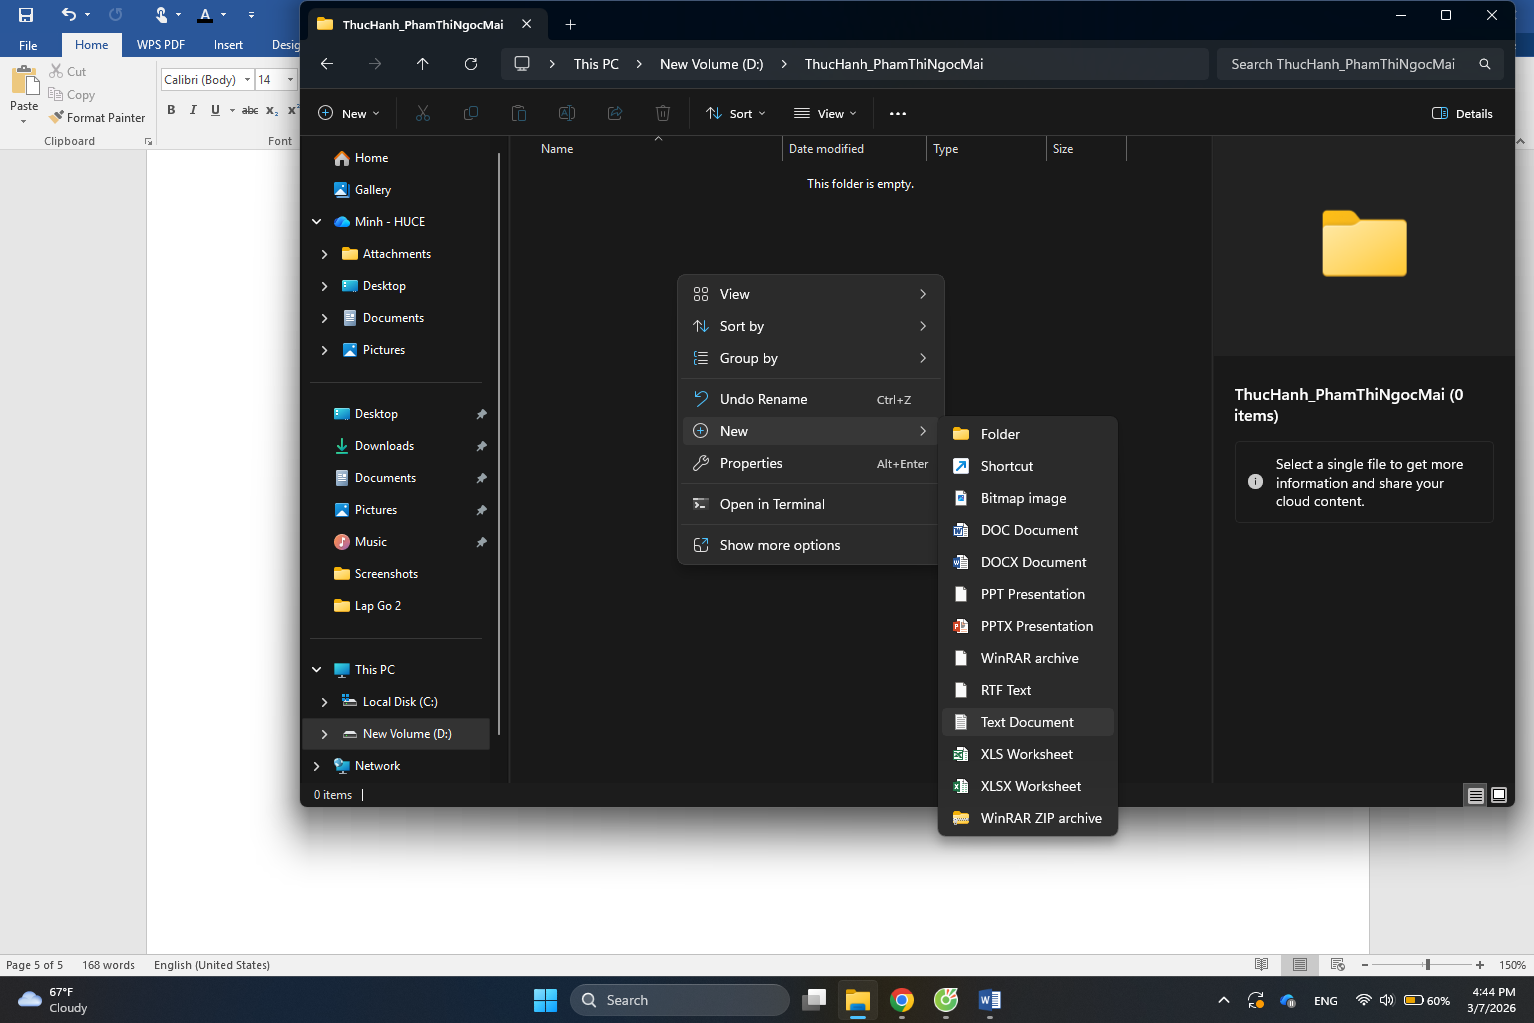 File
Home
WPS PDF
Insert
Desig
Paste
Cut
Copy
Format Painter
Clipboard
Calibri (Body)
14
B I U abc x₂ x²
Font
ThucHanh_PhamThiNgocMai
This PC
New Volume (D:)
ThucHanh_PhamThiNgocMai
Search ThucHanh_PhamThiNgocMai
New
Sort
View
Details
Home
Gallery
Minh - HUCE
Attachments
Desktop
Documents
Pictures
Desktop
Downloads
Documents
Pictures
Music
Screenshots
Lap Go 2
This PC
Local Disk (C:)
New Volume (D:)
Network
0 items
Name
Date modified
Type
Size
This folder is empty.
View
Sort by
Group by
Undo Rename Ctrl+Z
New
Properties Alt+Enter
Open in Terminal
Show more options
Folder
Shortcut
Bitmap image
DOC Document
DOCX Document
PPT Presentation
PPTX Presentation
WinRAR archive
RTF Text
Text Document
XLS Worksheet
XLSX Worksheet
WinRAR ZIP archive
ThucHanh_PhamThiNgocMai (0
items)
Select a single file to get more
information and share your
cloud content.
Page 5 of 5
168 words
English (United States)
150%
67°F
Cloudy
Search
ENG
60%
4:44 PM
3/7/2026